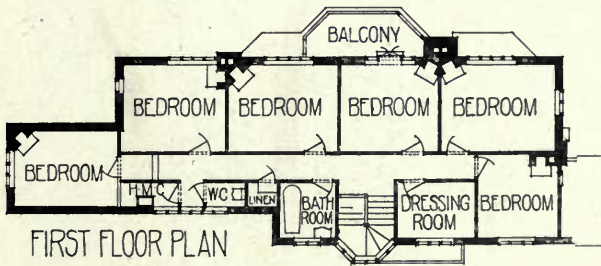 BALCONY
BEDROOM
BEDROOM
BEDROOM
BEDROOM
BEDROOM
H.M.C.
W.C.
LINEN
BATH
ROOM
DRESSING
ROOM
BEDROOM
FIRST FLOOR PLAN